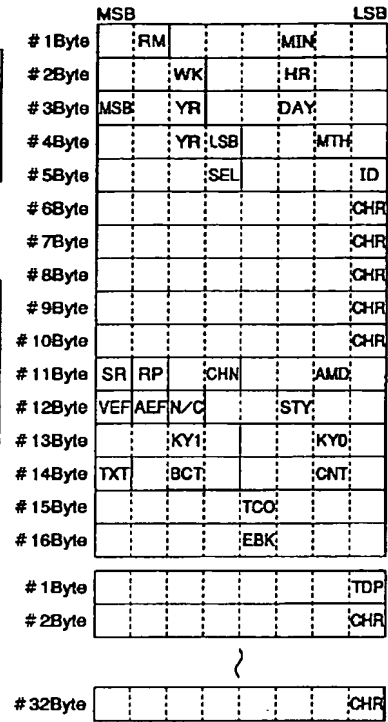 MSB LSB
#1Byte RM MIN
#2Byte WK HR
#3Byte MSB YR DAY
#4Byte YR LSB MTH
#5Byte SEL ID
#6Byte CHR
#7Byte CHR
#8Byte CHR
#9Byte CHR
#10Byte CHR
#11Byte SR RP CHN AMD
#12Byte VEF AEF N/C STY
#13Byte KY1 KY0
#14Byte TXT BCT CNT
#15Byte TCO
#16Byte EBK
#1Byte TDP
#2Byte CHR
#32Byte CHR